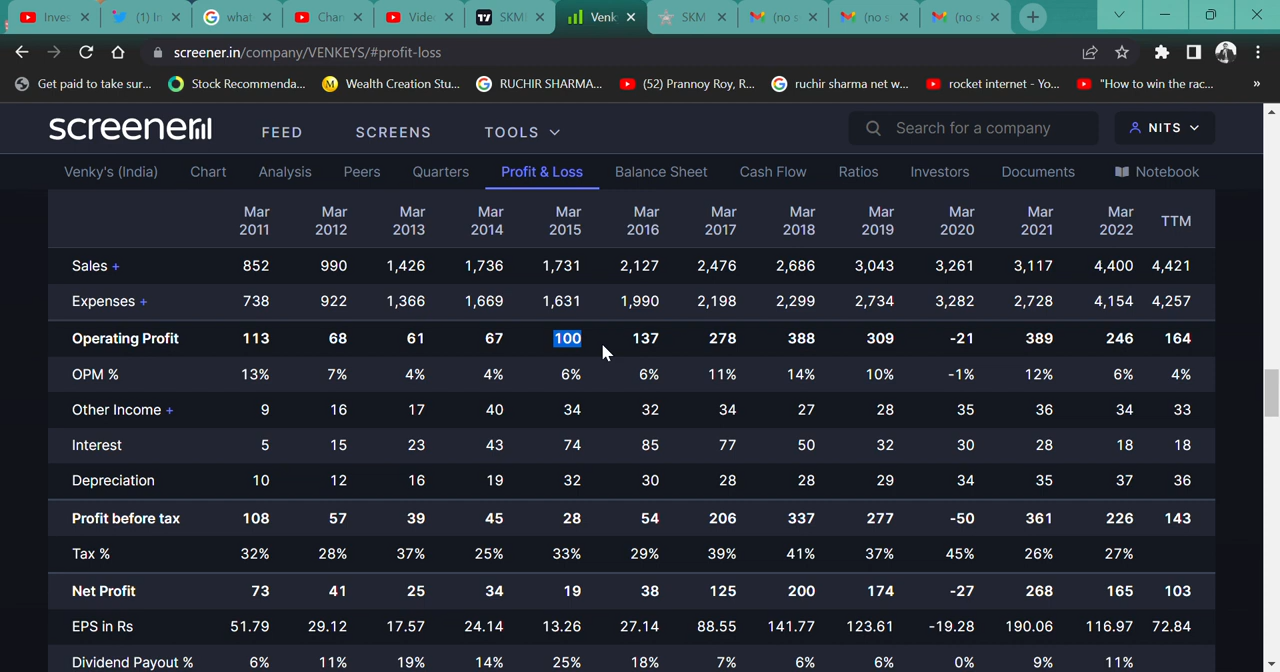 Inves
(1) In
what
Chan
Vide
SKM
Venk
SKM
(no s
(no s
(no s
screener.in/company/VENKEYS/#profit-loss
Get paid to take sur... Stock Recommenda... Wealth Creation Stu... RUCHIR SHARMA... (52) Prannoy Roy, R... ruchir sharma net w... rocket internet - Yo... "How to win the rac... »
screener FEED SCREENS TOOLS Search for a company NITS
Venky's (India) Chart Analysis Peers Quarters Profit & Loss Balance Sheet Cash Flow Ratios Investors Documents Notebook
Mar 2011 Mar 2012 Mar 2013 Mar 2014 Mar 2015 Mar 2016 Mar 2017 Mar 2018 Mar 2019 Mar 2020 Mar 2021 Mar 2022 TTM
Sales + 852 990 1,426 1,736 1,731 2,127 2,476 2,686 3,043 3,261 3,117 4,400 4,421
Expenses + 738 922 1,366 1,669 1,631 1,990 2,198 2,299 2,734 3,282 2,728 4,154 4,257
Operating Profit 113 68 61 67 100 137 278 388 309 -21 389 246 164
OPM % 13% 7% 4% 4% 6% 6% 11% 14% 10% -1% 12% 6% 4%
Other Income + 9 16 17 40 34 32 34 27 28 35 36 34 33
Interest 5 15 23 43 74 85 77 50 32 30 28 18 18
Depreciation 10 12 16 19 32 30 28 28 29 34 35 37 36
Profit before tax 108 57 39 45 28 54 206 337 277 -50 361 226 143
Tax % 32% 28% 37% 25% 33% 29% 39% 41% 37% 45% 26% 27%
Net Profit 73 41 25 34 19 38 125 200 174 -27 268 165 103
EPS in Rs 51.79 29.12 17.57 24.14 13.26 27.14 88.55 141.77 123.61 -19.28 190.06 116.97 72.84
Dividend Payout % 6% 11% 19% 14% 25% 18% 7% 6% 6% 0% 9% 11%